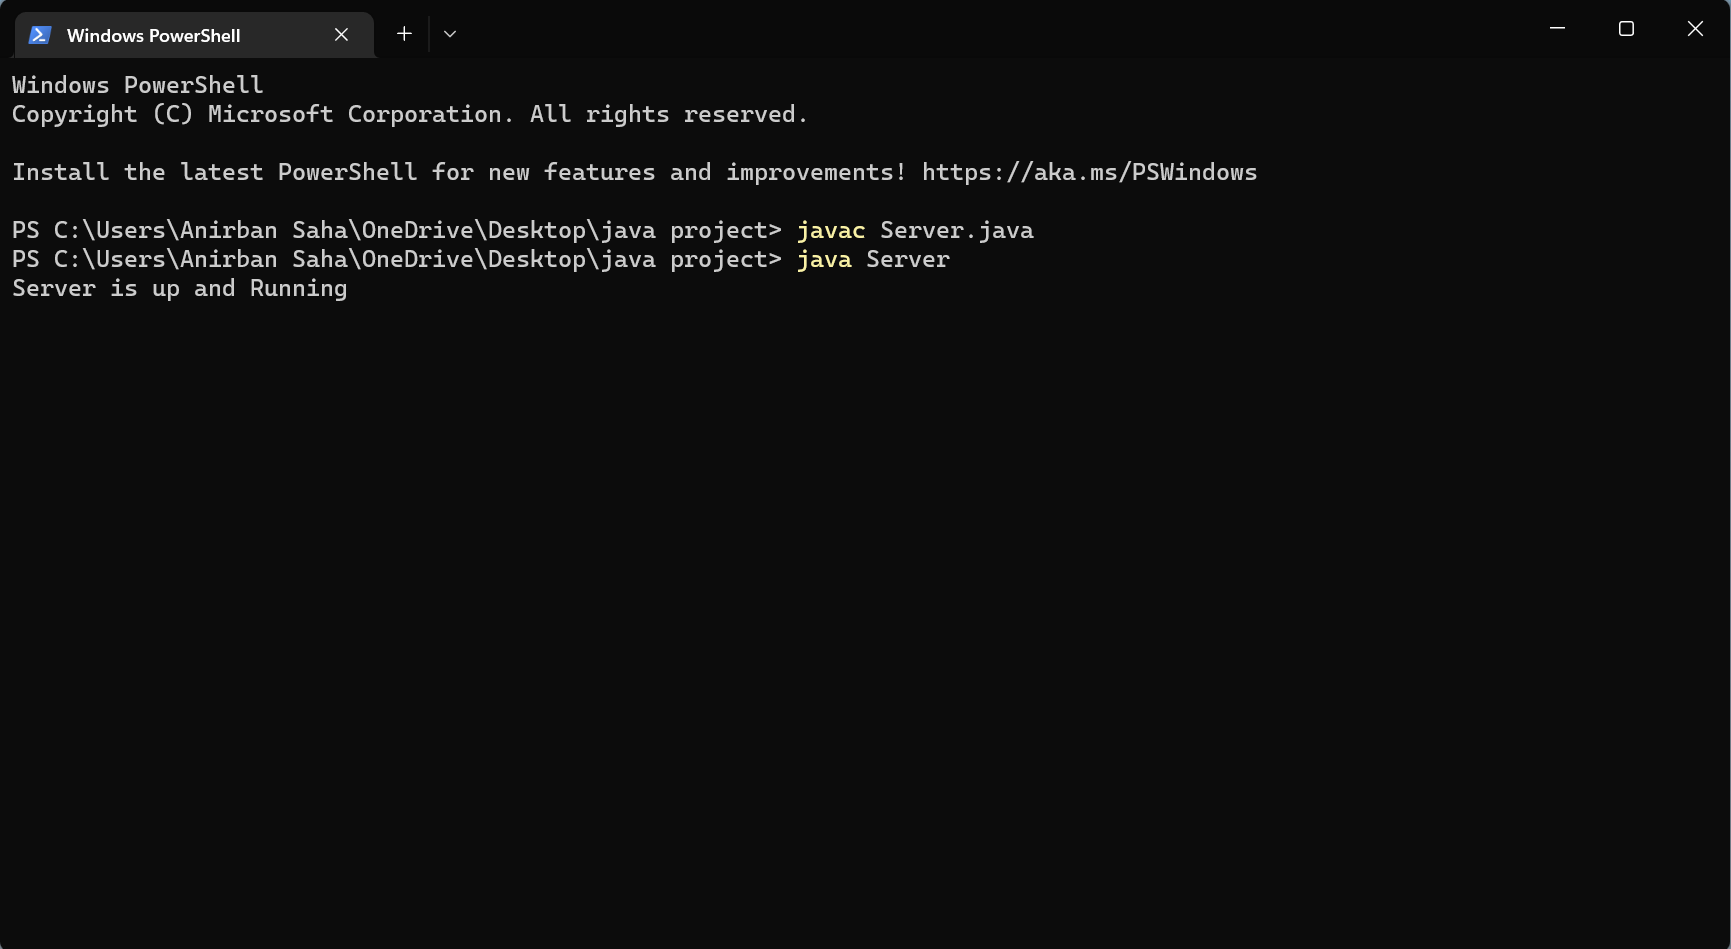 Windows PowerShell
Windows PowerShell
Copyright (C) Microsoft Corporation. All rights reserved.
Install the latest PowerShell for new features and improvements! https://aka.ms/PSWindows
PS C:\Users\Anirban Saha\OneDrive\Desktop\java project> javac Server.java
PS C:\Users\Anirban Saha\OneDrive\Desktop\java project> java Server
Server is up and Running